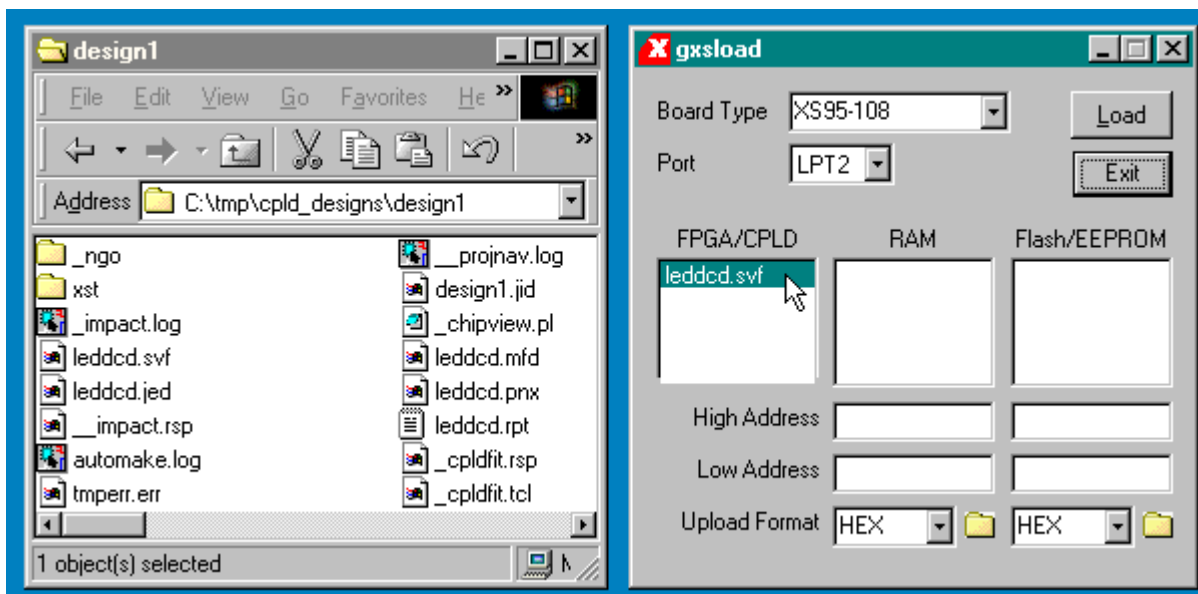 design1
File Edit View Go Favorites He »
»
Address C:\tmp\cpld_designs\design1
_ngo
xst
_impact.log
leddcd.svf
leddcd.jed
__impact.rsp
automake.log
tmperr.err
__projnav.log
design1.jid
_chipview.pl
leddcd.mfd
leddcd.pnx
leddcd.rpt
_cpldfit.rsp
_cpldfit.tcl
1 object(s) selected
X gxsload
Board Type XS95-108
Load
Port LPT2
Exit
FPGA/CPLD RAM Flash/EEPROM
leddcd.svf
High Address
Low Address
Upload Format HEX HEX